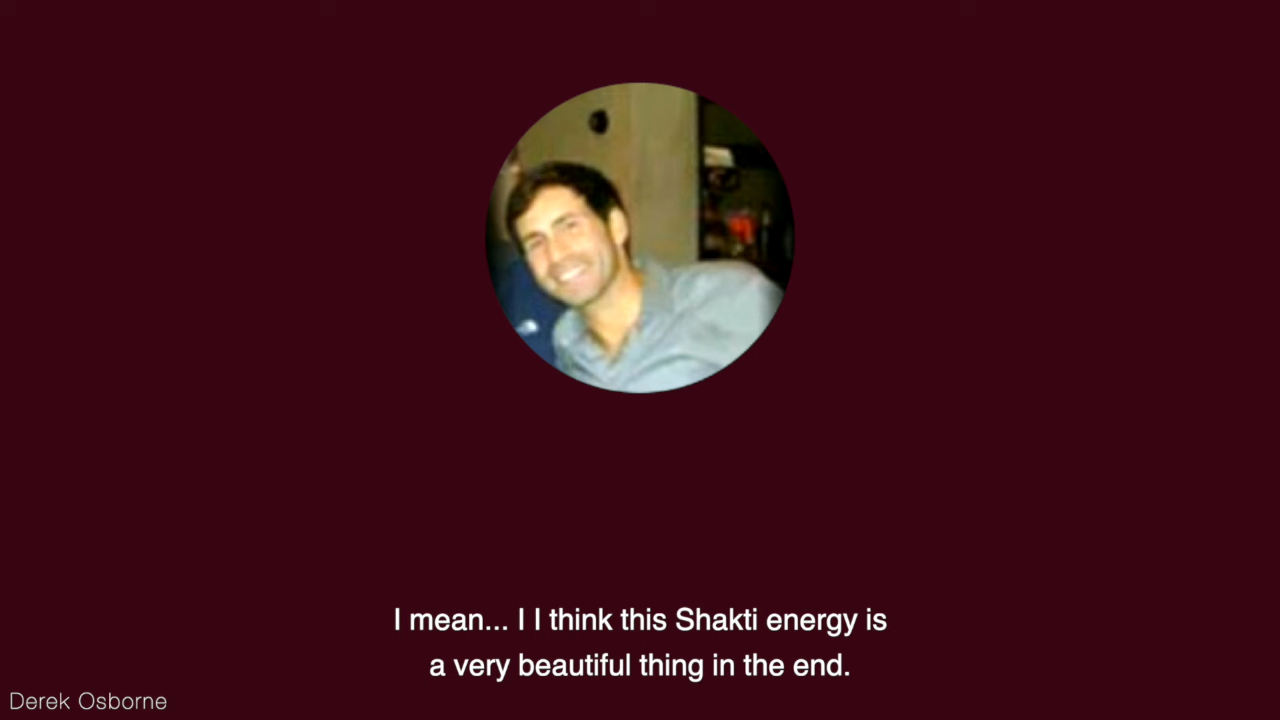 I mean... I I think this Shakti energy is
a very beautiful thing in the end.
Derek Osborne